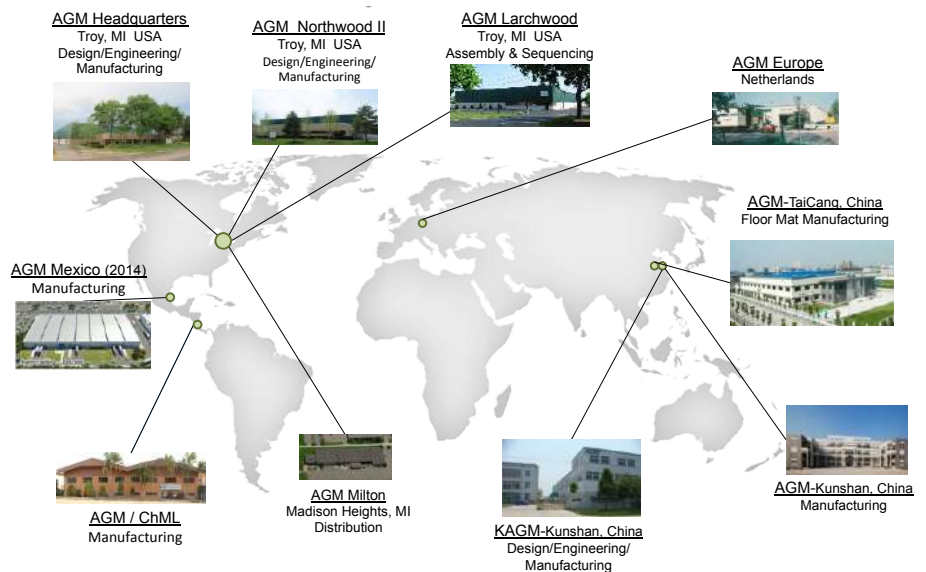 AGM Headquarters
Troy, MI  USA
Design/Engineering/
Manufacturing
AGM  Northwood II
Troy, MI  USA
Design/Engineering/
Manufacturing
AGM Larchwood
Troy, MI  USA
Assembly & Sequencing
AGM Europe
Netherlands
AGM-TaiCang, China
Floor Mat Manufacturing
AGM Mexico (2014)
Manufacturing
AGM / ChML
Manufacturing
AGM Milton
Madison Heights, MI
Distribution
KAGM-Kunshan, China
Design/Engineering/
Manufacturing
AGM-Kunshan, China
Manufacturing